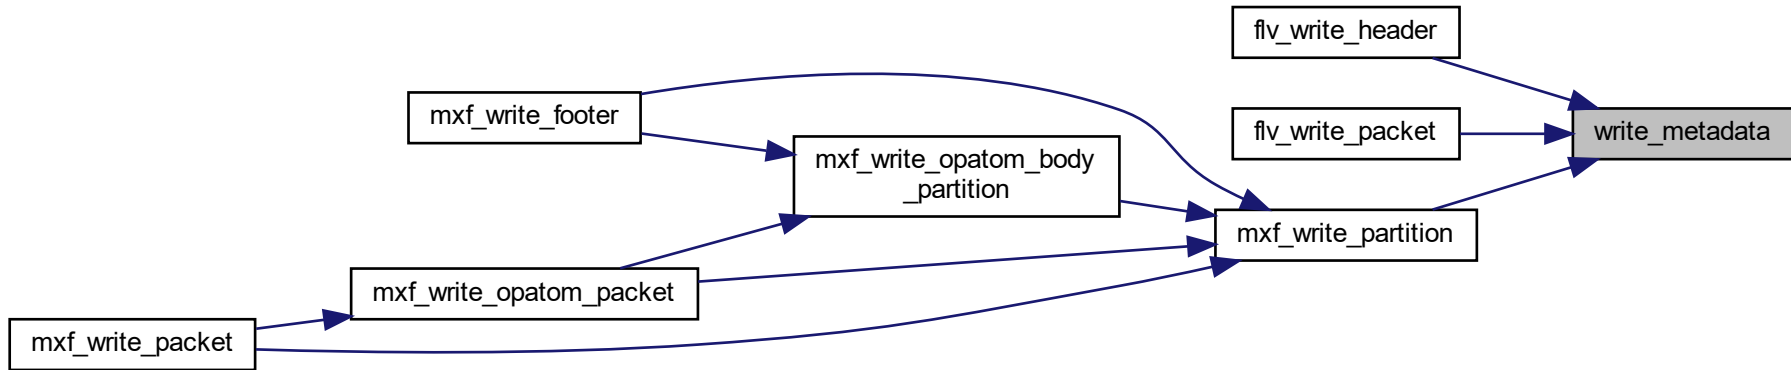 flv_write_header
mxf_write_footer
flv_write_packet
write_metadata
mxf_write_opatom_body
_partition
mxf_write_partition
mxf_write_opatom_packet
mxf_write_packet